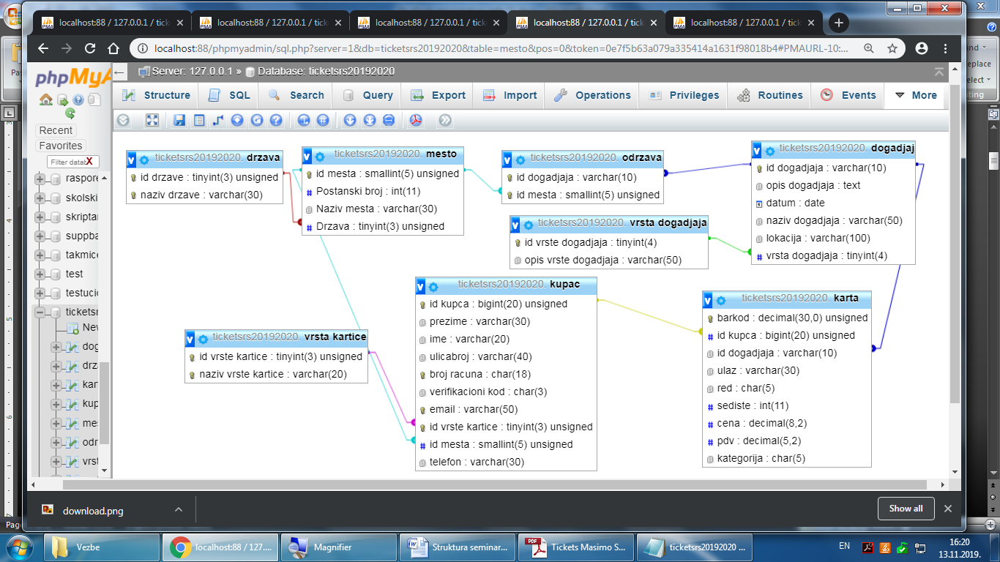 localhost:88 / 127.0.0.1 / tick
localhost:88 / 127.0.0.1 / tick
localhost:88 / 127.0.0.1 / tick
localhost:88 / 127.0.0.1 / tick
localhost:88 / 127.0.0.1 / tick
localhost:88/phpmyadmin/sql.php?server=1&db=ticketsrs20192020&table=mesto&pos=0&token=0e7f5b63a079a335414a1631f98018b4#PMAURL-10:...
phpMyA
Server: 127.0.0.1 » Database: ticketsrs20192020
Structure
SQL
Search
Query
Export
Import
Operations
Privileges
Routines
Events
More
Recent
Favorites
Filter datab X
raspore
skolski
skriptar
suppba
takmice
test
testucio
ticketsr
New
dog
drza
kart
kup
mes
odr
vrst
ticketsrs20192020. drzava
id drzave : tinyint(3) unsigned
naziv drzave : varchar(30)
ticketsrs20192020. mesto
id mesta : smallint(5) unsigned
Postanski broj : int(11)
Naziv mesta : varchar(30)
Drzava : tinyint(3) unsigned
ticketsrs20192020. odrzava
id dogadjaja : varchar(10)
id mesta : smallint(5) unsigned
ticketsrs20192020. dogadjaj
id dogadjaja : varchar(10)
opis dogadjaja : text
datum : date
naziv dogadjaja : varchar(50)
lokacija : varchar(100)
vrsta dogadjaja : tinyint(4)
ticketsrs20192020. vrsta dogadjaja
id vrste dogadjaja : tinyint(4)
opis vrste dogadjaja : varchar(50)
ticketsrs20192020. kupac
id kupca : bigint(20) unsigned
prezime : varchar(30)
ime : varchar(20)
ulicabroj : varchar(40)
broj racuna : char(18)
verifikacioni kod : char(3)
email : varchar(50)
id vrste kartice : tinyint(3) unsigned
id mesta : smallint(5) unsigned
telefon : varchar(30)
ticketsrs20192020. karta
barkod : decimal(30,0) unsigned
id kupca : bigint(20) unsigned
id dogadjaja : varchar(10)
ulaz : varchar(30)
red : char(5)
sediste : int(11)
cena : decimal(8,2)
pdv : decimal(5,2)
kategorija : char(5)
ticketsrs20192020. vrsta kartice
id vrste kartice : tinyint(3) unsigned
naziv vrste kartice : varchar(20)
download.png
Show all
Vezbe
localhost:88 / 127....
Magnifier
Struktura seminar...
Tickets Masimo S...
ticketsrs20192020 ...
EN
16:20
13.11.2019.